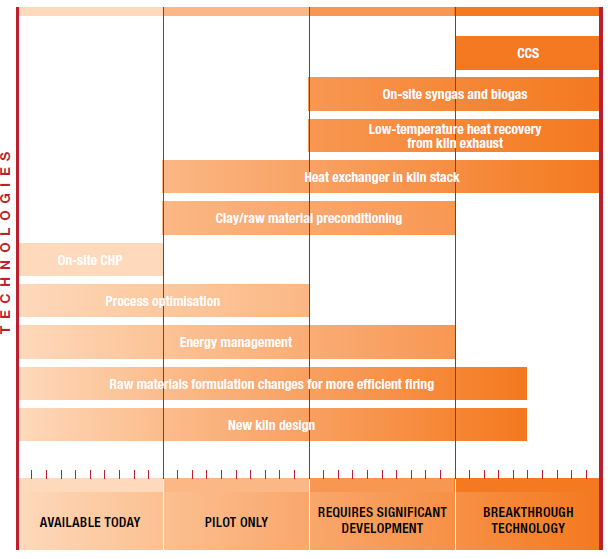 TECHNOLOGIES
CCS
On-site syngas and biogas
Low-temperature heat recovery
from kiln exhaust
Heat exchanger in kiln stack
Clay/raw material preconditioning
On-site CHP
Process optimisation
Energy management
Raw materials formulation changes for more efficient firing
New kiln design
AVAILABLE TODAY
PILOT ONLY
REQUIRES SIGNIFICANT
DEVELOPMENT
BREAKTHROUGH
TECHNOLOGY